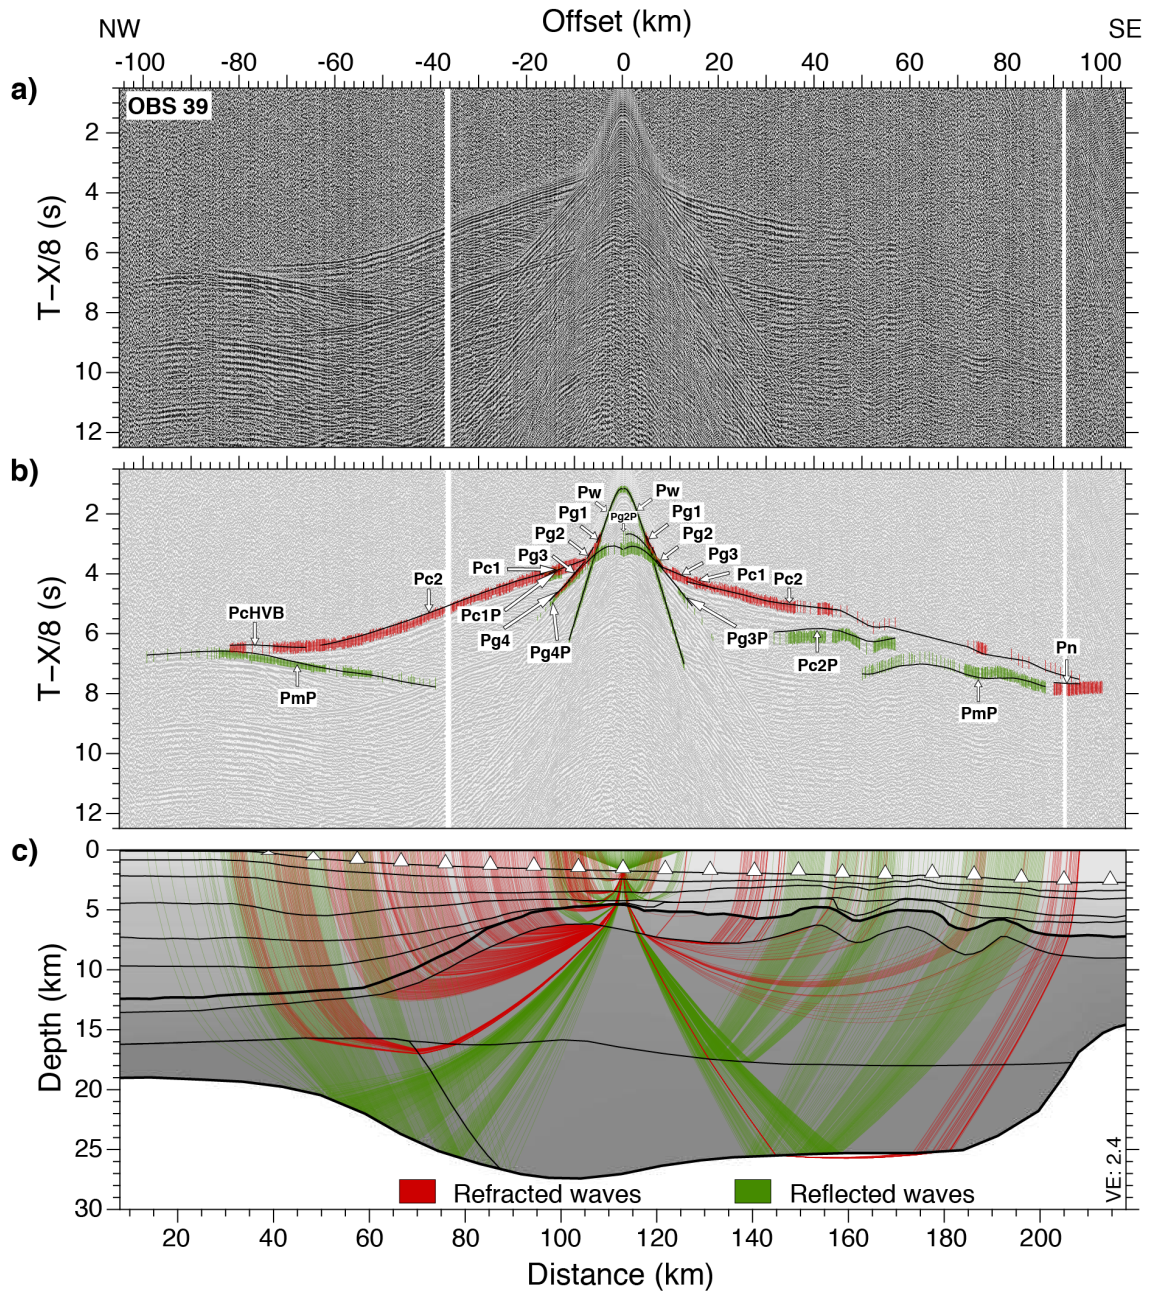 Offset (km)
NW
SE
-100 -80 -60 -40 -20 0 20 40 60 80 100
a)
OBS 39
2
4
6
8
10
12
T–X/8 (s)
b)
Pw Pw
Pg2P
Pg1 Pg1
Pg2 Pg2
Pg3 Pg3
Pc1 Pc1
Pc2 Pc2
PcHVB
Pc1P
Pg4
Pg4P
Pg3P
Pc2P
Pn
PmP
PmP
2
4
6
8
10
12
T–X/8 (s)
c)
0
5
10
15
20
25
30
Depth (km)
VE: 2.4
Refracted waves
Reflected waves
20 40 60 80 100 120 140 160 180 200
Distance (km)